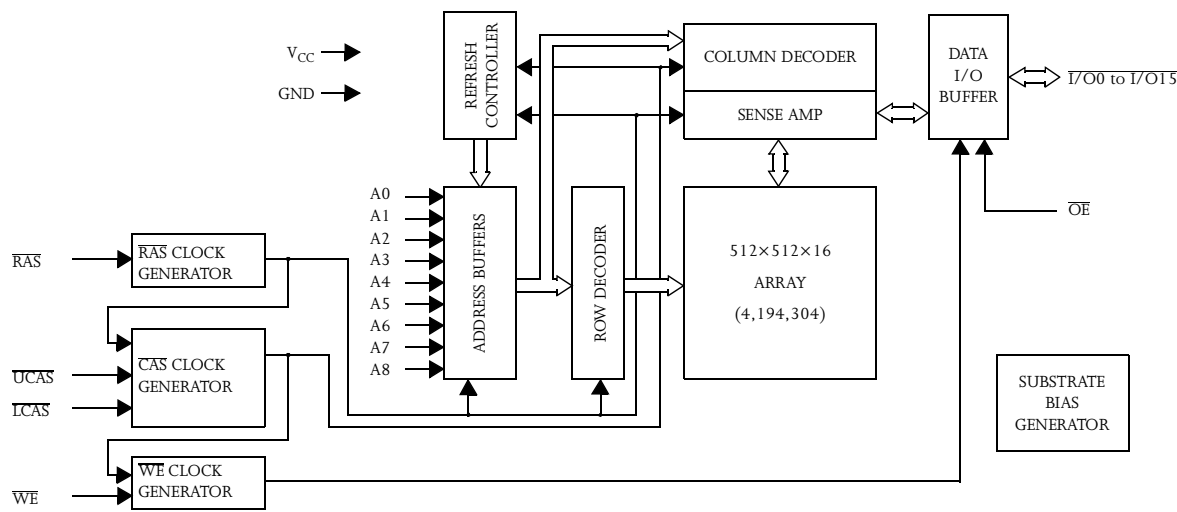 V_CC
GND
REFRESH
CONTROLLER
COLUMN DECODER
SENSE AMP
DATA
I/O
BUFFER
I/O0 to I/O15
OE
A0
A1
A2
A3
A4
A5
A6
A7
A8
ADDRESS BUFFERS
ROW DECODER
512×512×16
ARRAY
(4,194,304)
RAS
RAS CLOCK
GENERATOR
UCAS
LCAS
CAS CLOCK
GENERATOR
WE
WE CLOCK
GENERATOR
SUBSTRATE
BIAS
GENERATOR